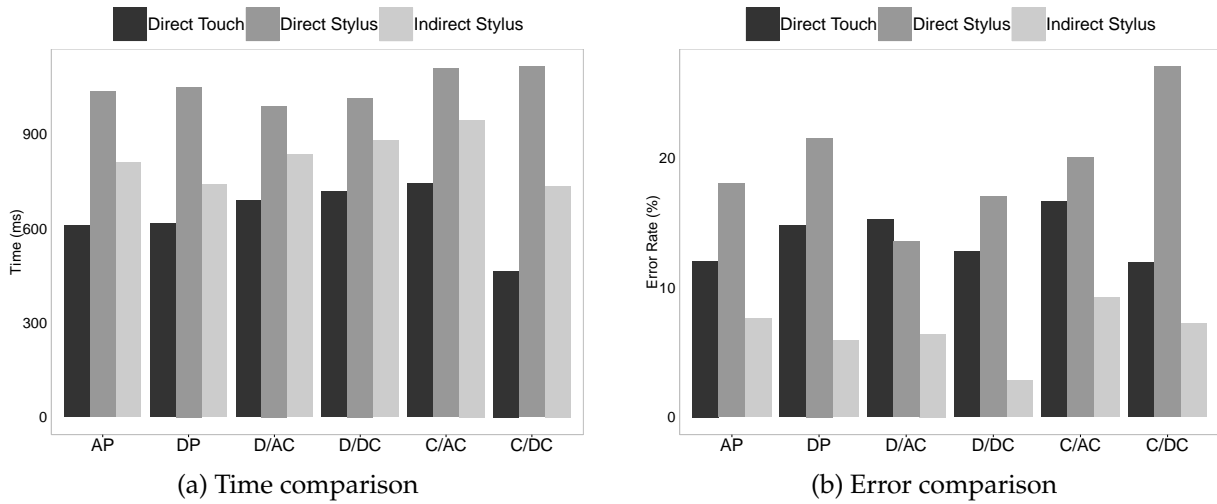 Direct Touch Direct Stylus Indirect Stylus
900
600
300
0
Time (ms)
AP DP D/AC D/DC C/AC C/DC
(a) Time comparison
Direct Touch Direct Stylus Indirect Stylus
20
10
0
Error Rate (%)
AP DP D/AC D/DC C/AC C/DC
(b) Error comparison